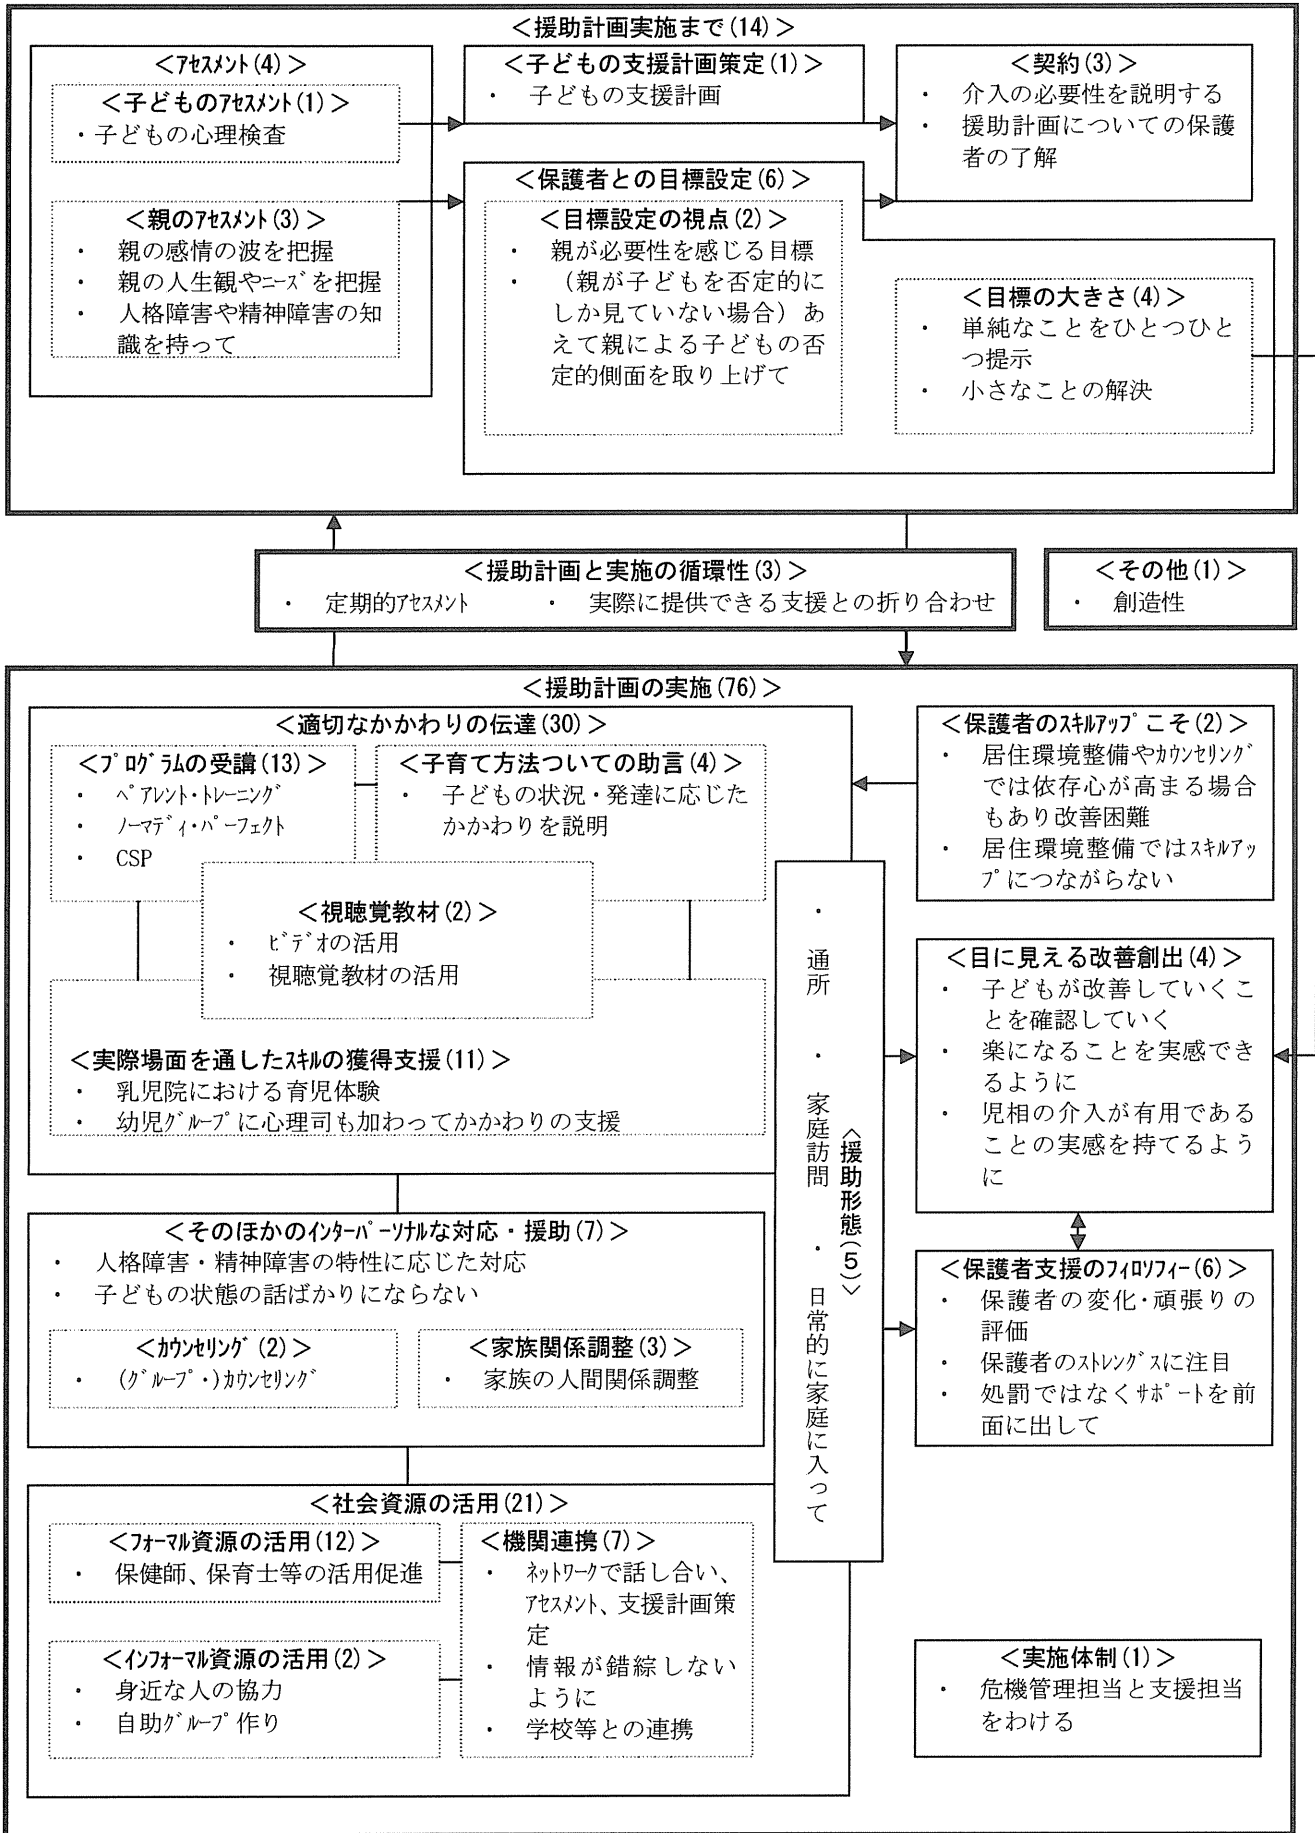 ＜援助計画実施まで(14)＞
＜アセスメント(4)＞
＜子どものアセスメント(1)＞
・子どもの心理検査
＜親のアセスメント(3)＞
・ 親の感情の波を把握
・ 親の人生観やニーズを把握
・ 人格障害や精神障害の知
識を持って
＜子どもの支援計画策定(1)＞
・ 子どもの支援計画
＜契約(3)＞
・ 介入の必要性を説明する
・ 援助計画についての保護
者の了解
＜保護者との目標設定(6)＞
＜目標設定の視点(2)＞
・ 親が必要性を感じる目標
・ （親が子どもを否定的に
しか見ていない場合）あ
えて親による子どもの否
定的側面を取り上げて
＜目標の大きさ(4)＞
・ 単純なことをひとつひと
つ提示
・ 小さなことの解決
＜援助計画と実施の循環性(3)＞
・ 定期的アセスメント ・ 実際に提供できる支援との折り合わせ
＜その他(1)＞
・ 創造性
＜援助計画の実施(76)＞
＜適切なかかわりの伝達(30)＞
＜プログラムの受講(13)＞
・ ペアレント・トレーニング
・ ノーマディ・パーフェクト
・ CSP
＜子育て方法ついての助言(4)＞
・ 子どもの状況・発達に応じた
かかわりを説明
＜視聴覚教材(2)＞
・ ビデオの活用
・ 視聴覚教材の活用
＜実際場面を通したスキルの獲得支援(11)＞
・ 乳児院における育児体験
・ 幼児グループに心理司も加わってかかわりの支援
＜そのほかのインターパーソナルな対応・援助(7)＞
・ 人格障害・精神障害の特性に応じた対応
・ 子どもの状態の話ばかりにならない
＜カウンセリング(2)＞
・ (グループ・)カウンセリング
＜家族関係調整(3)＞
・ 家族の人間関係調整
＜社会資源の活用(21)＞
＜フォーマル資源の活用(12)＞
・ 保健師、保育士等の活用促進
＜インフォーマル資源の活用(2)＞
・ 身近な人の協力
・ 自助グループ作り
＜機関連携(7)＞
・ ネットワークで話し合い、
アセスメント、支援計画策
定
・ 情報が錯綜しない
ように
・ 学校等との連携
＜援助形態(5)＞
・ 通所 ・ 家庭訪問 ・ 日常的に家庭に入って
＜保護者のスキルアップこそ(2)＞
・ 居住環境整備やカウンセリング
では依存心が高まる場合
もあり改善困難
・ 居住環境整備ではスキルアッ
プにつながらない
＜目に見える改善創出(4)＞
・ 子どもが改善していくこ
とを確認していく
・ 楽になることを実感でき
るように
・ 児相の介入が有用である
ことの実感を持てるよう
に
＜保護者支援のフィロソフィー(6)＞
・ 保護者の変化・頑張りの
評価
・ 保護者のストレングスに注目
・ 処罰ではなくサポートを前
面に出して
＜実施体制(1)＞
・ 危機管理担当と支援担当
をわける